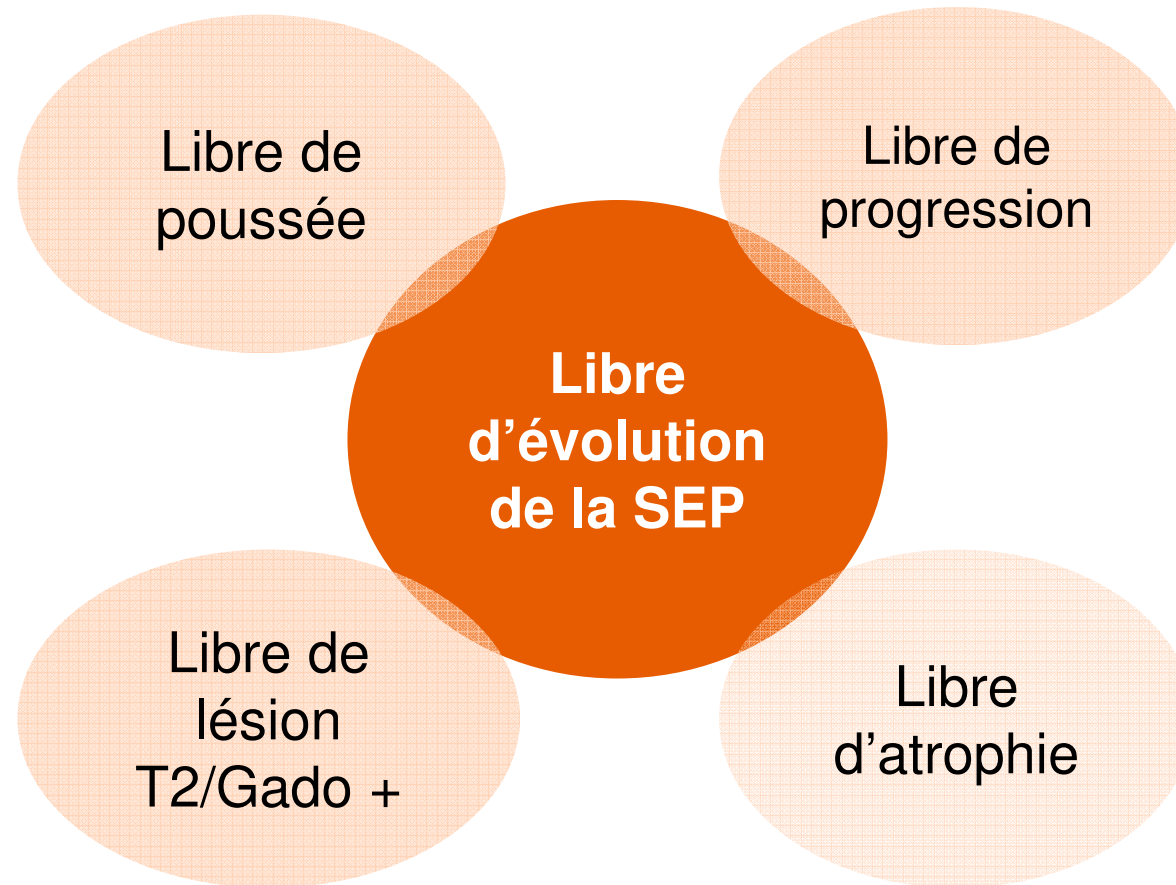 Libre de
poussée
Libre de
progression
Libre
d’évolution
de la SEP
Libre de
lésion
T2/Gado +
Libre
d’atrophie